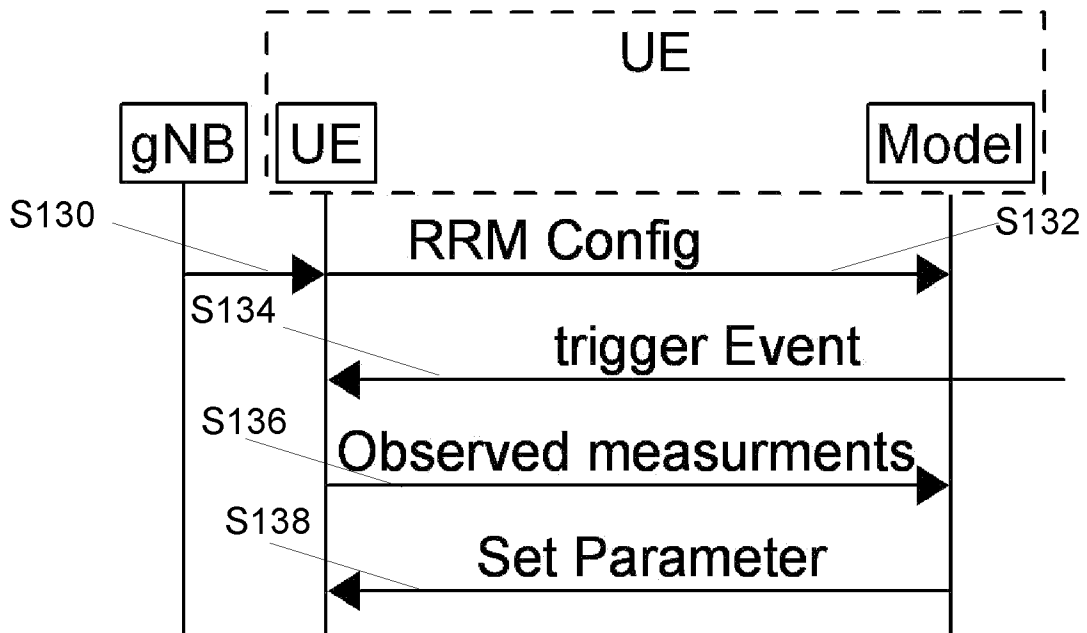 UE
gNB
UE
Model
S130
RRM Config
S132
S134
trigger Event
S136
Observed measurments
S138
Set Parameter